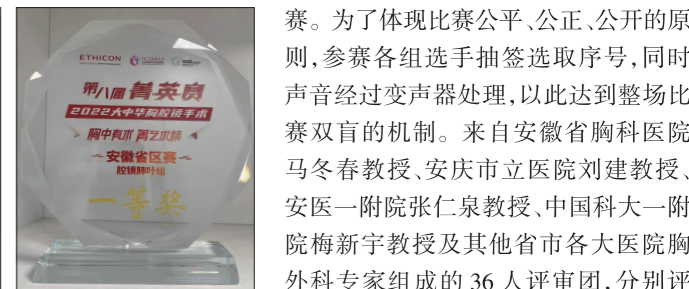 ETHICON
第八届 菁英赛
2022大中华胸腔镜手术
胸中有术 菁艺求精
安徽省区赛
腔镜肺叶组
一等奖
赛。为了体现比赛公平、公正、公开的原
则,参赛各组选手抽签选取序号,同时
声音经过变声器处理,以此达到整场比
赛双盲的机制。来自安徽省胸科医院
马冬春教授、安庆市立医院刘建教授、
安医一附院张仁泉教授、中国科大一附
院梅新宇教授及其他省市各大医院胸
外科专家组成的 36 人评审团,分别评